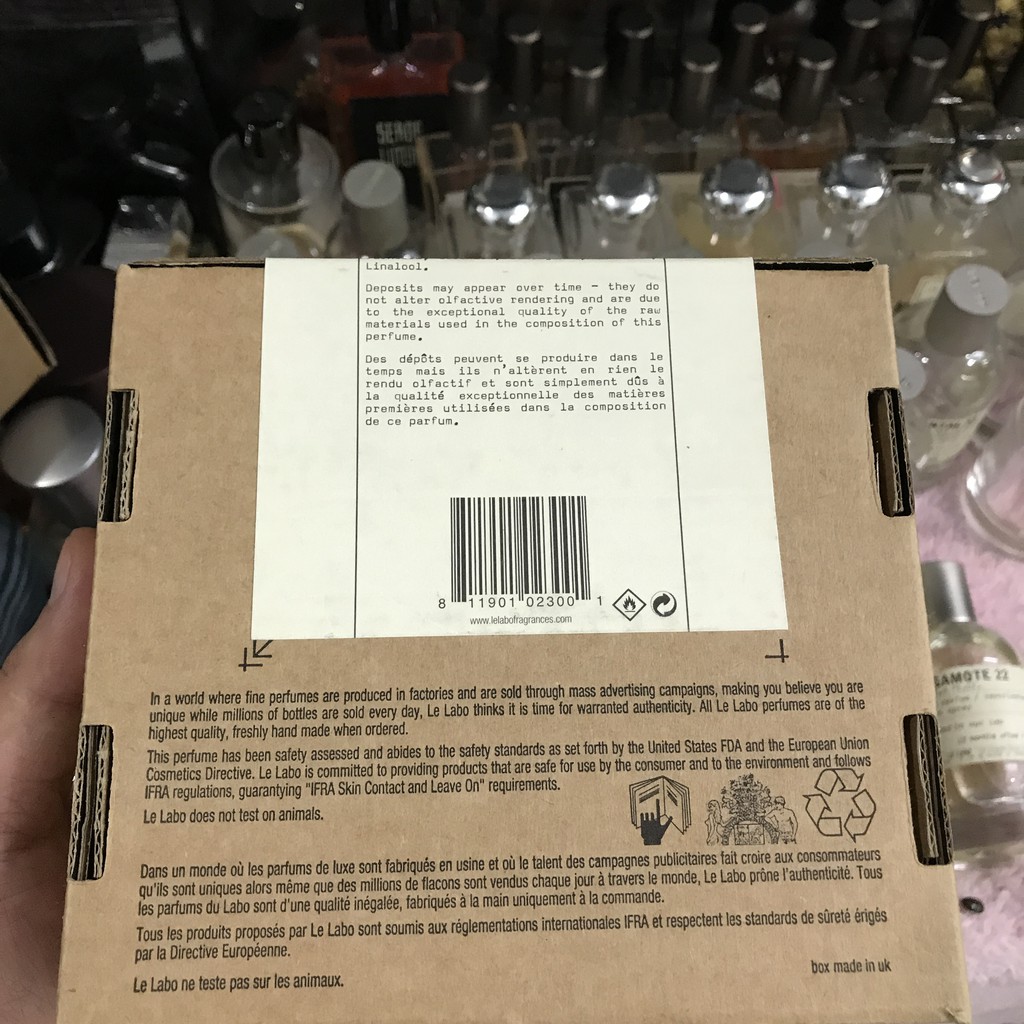 SERGE
Linalool.
Deposits may appear over time – they do
not alter olfactive rendering and are due
to the exceptional quality of the raw
materials used in the composition of this
perfume.
Des dépôts peuvent se produire dans le
temps mais ils n'altèrent en rien le
rendu olfactif et sont simplement dûs à
la qualité exceptionnelle des matières
premières utilisées dans la composition
de ce parfum.
8 11901 02300 1
www.lelabofragrances.com
In a world where fine perfumes are produced in factories and are sold through mass advertising campaigns, making you believe you are
unique while millions of bottles are sold every day, Le Labo thinks it is time for warranted authenticity. All Le Labo perfumes are of the
highest quality, freshly hand made when ordered.
This perfume has been safety assessed and abides to the safety standards as set forth by the United States FDA and the European Union
Cosmetics Directive. Le Labo is committed to providing products that are safe for use by the consumer and to the environment and follows
IFRA regulations, guarantying "IFRA Skin Contact and Leave On" requirements.
Le Labo does not test on animals.
Dans un monde où les parfums de luxe sont fabriqués en usine et où le talent des campagnes publicitaires fait croire aux consommateurs
qu'ils sont uniques alors même que des millions de flacons sont vendus chaque jour à travers le monde, Le Labo prône l'authenticité. Tous
les parfums du Labo sont d'une qualité inégalée, fabriqués à la main uniquement à la commande.
Tous les produits proposés par Le Labo sont soumis aux réglementations internationales IFRA et respectent les standards de sûreté érigés
par la Directive Européenne.
Le Labo ne teste pas sur les animaux.
box made in uk
GAMOTE 22